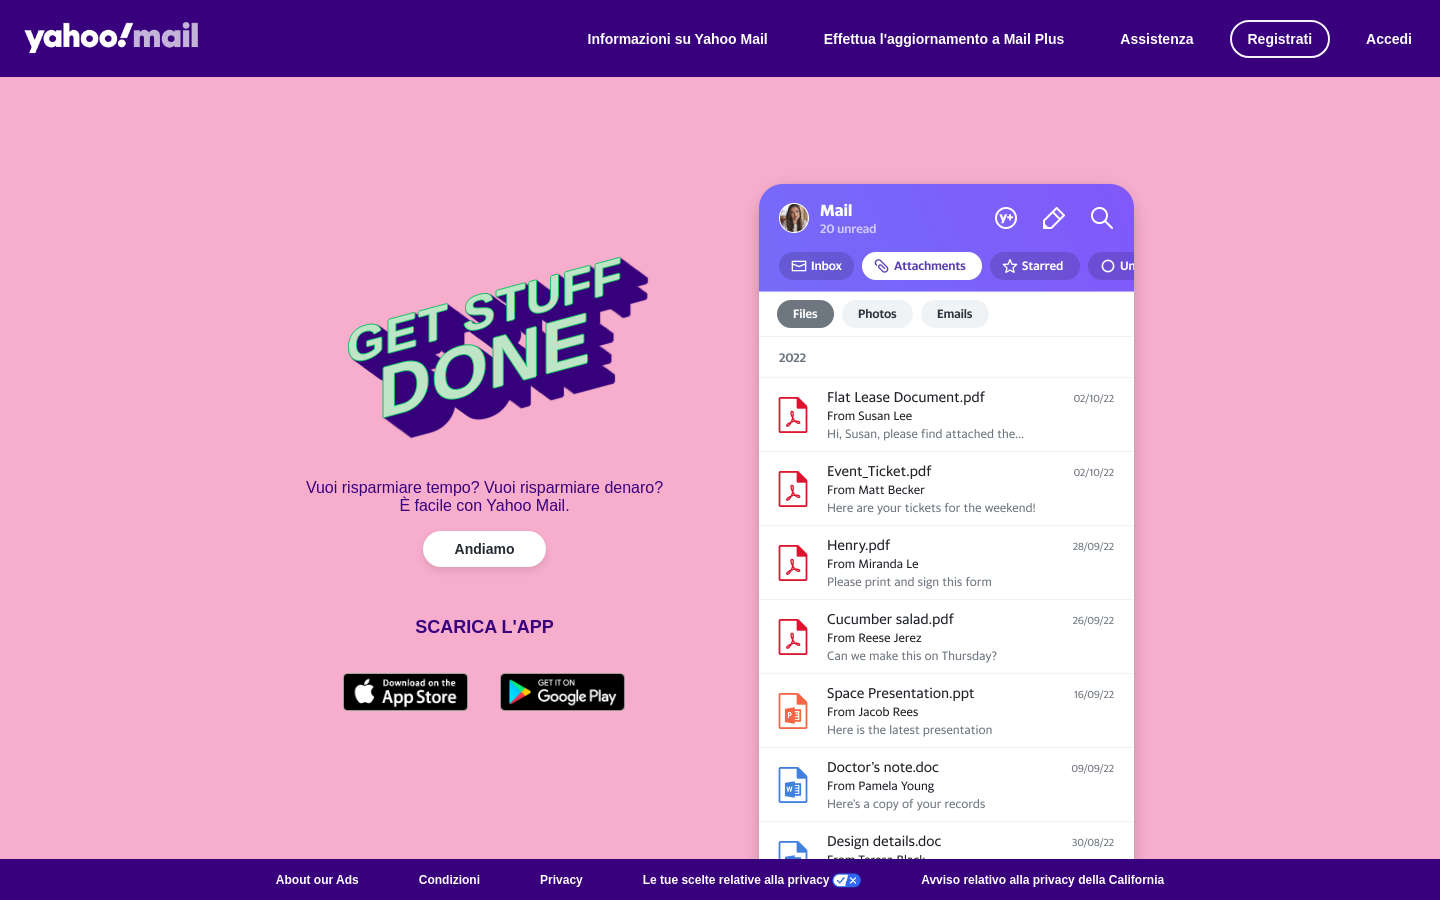 yahoo!mail
Informazioni su Yahoo Mail
Effettua l'aggiornamento a Mail Plus
Assistenza
Registrati
Accedi
GET STUFF
DONE
Vuoi risparmiare tempo? Vuoi risparmiare denaro?
È facile con Yahoo Mail.
Andiamo
SCARICA L'APP
Download on the
App Store
GET IT ON
Google Play
Mail
20 unread
y+
Inbox
Attachments
Starred
Files
Photos
Emails
2022
Flat Lease Document.pdf
02/10/22
From Susan Lee
Hi, Susan, please find attached the...
Event_Ticket.pdf
02/10/22
From Matt Becker
Here are your tickets for the weekend!
Henry.pdf
28/09/22
From Miranda Le
Please print and sign this form
Cucumber salad.pdf
26/09/22
From Reese Jerez
Can we make this on Thursday?
Space Presentation.ppt
16/09/22
P
From Jacob Rees
Here is the latest presentation
Doctor's note.doc
09/09/22
W
From Pamela Young
Here's a copy of your records
Design details.doc
30/08/22
About our Ads
Condizioni
Privacy
Le tue scelte relative alla privacy
Avviso relativo alla privacy della California